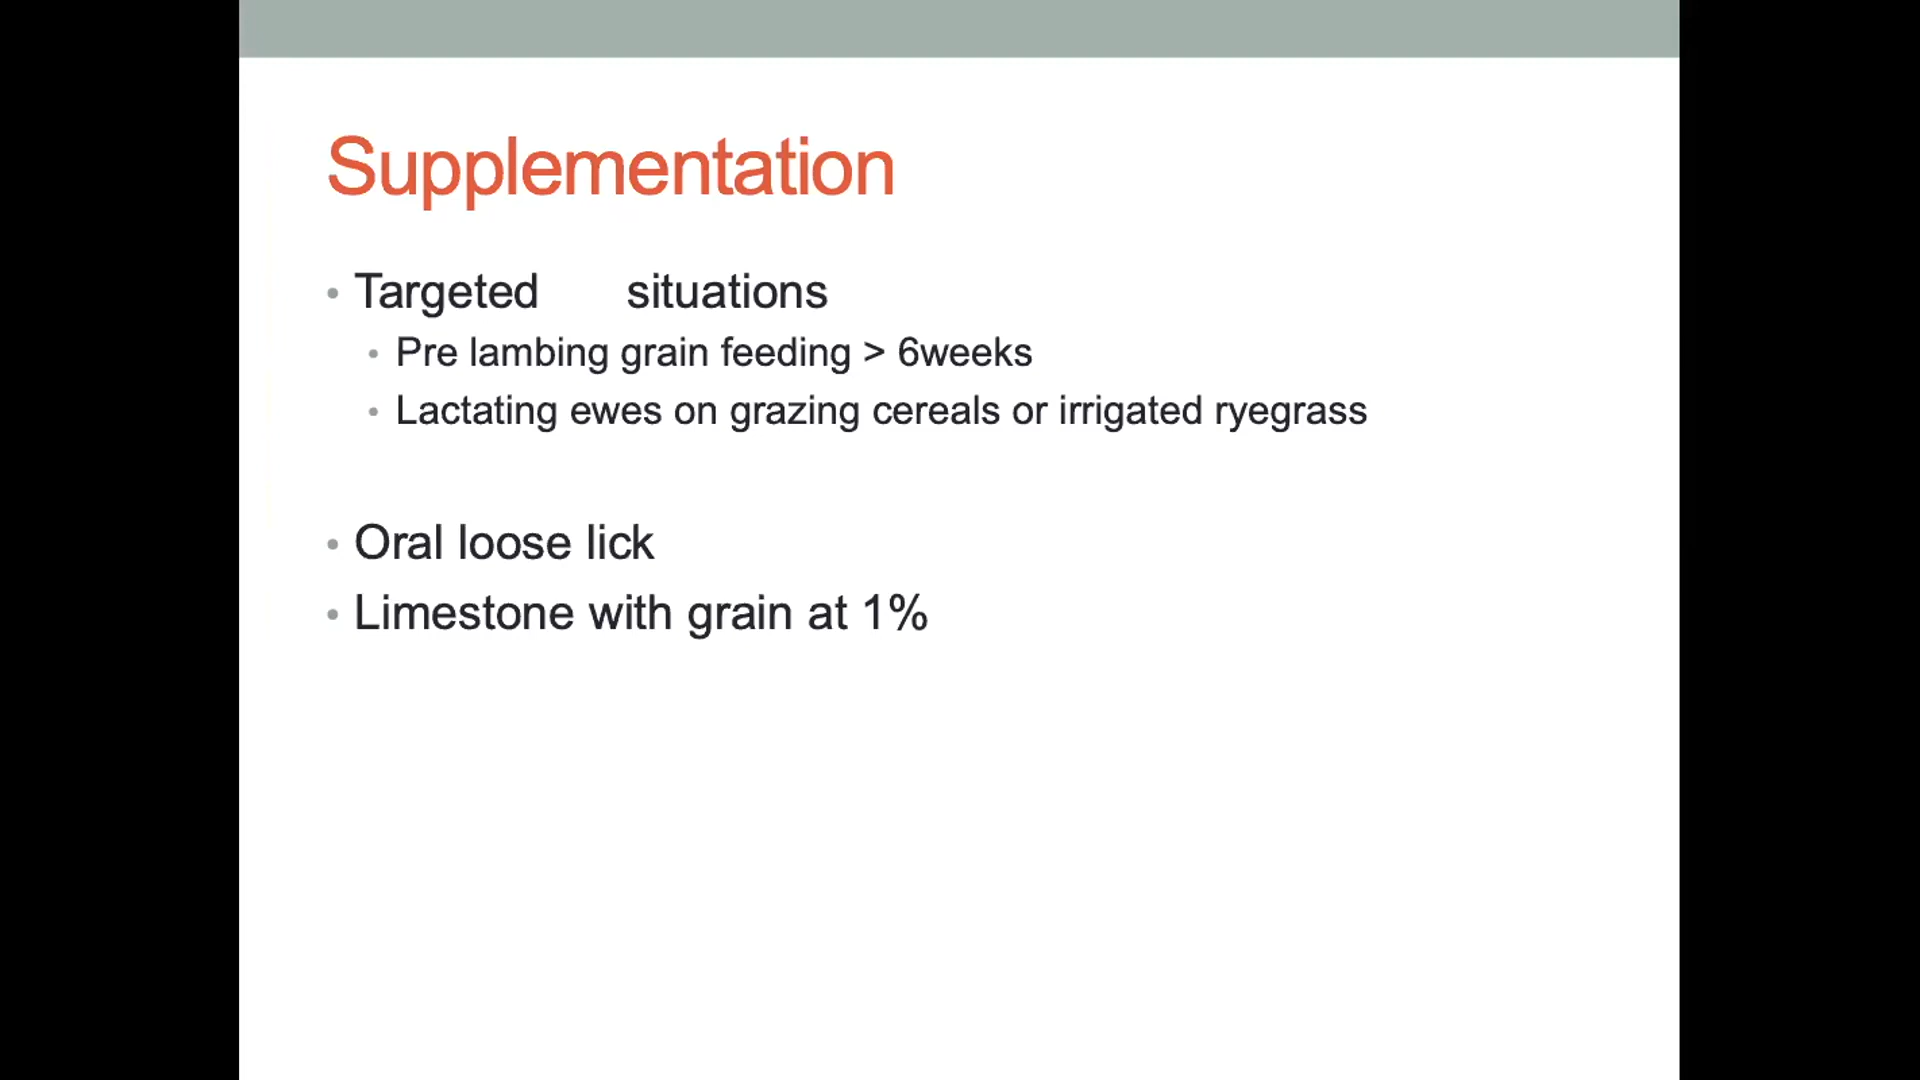 Supplementation
• Targeted situations
• Pre lambing grain feeding > 6weeks
• Lactating ewes on grazing cereals or irrigated ryegrass
• Oral loose lick
• Limestone with grain at 1%